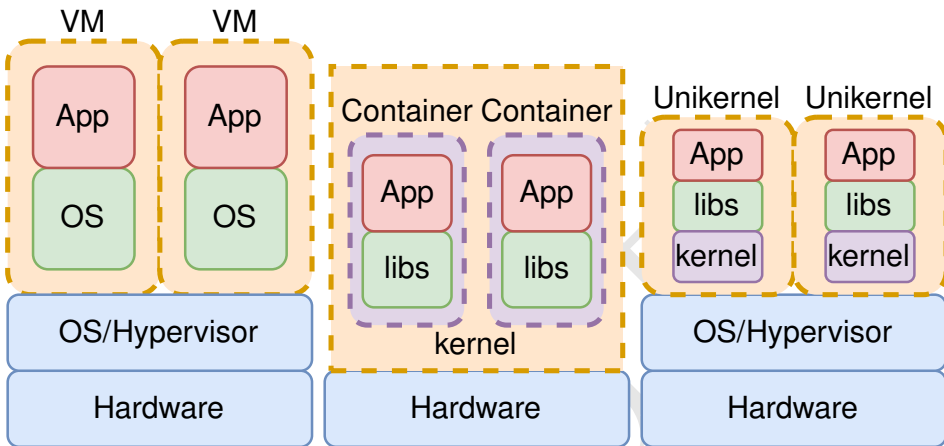 VM
VM
App
App
OS
OS
OS/Hypervisor
Hardware
Container
Container
App
App
libs
libs
kernel
Hardware
Unikernel
Unikernel
App
App
libs
libs
kernel
kernel
OS/Hypervisor
Hardware